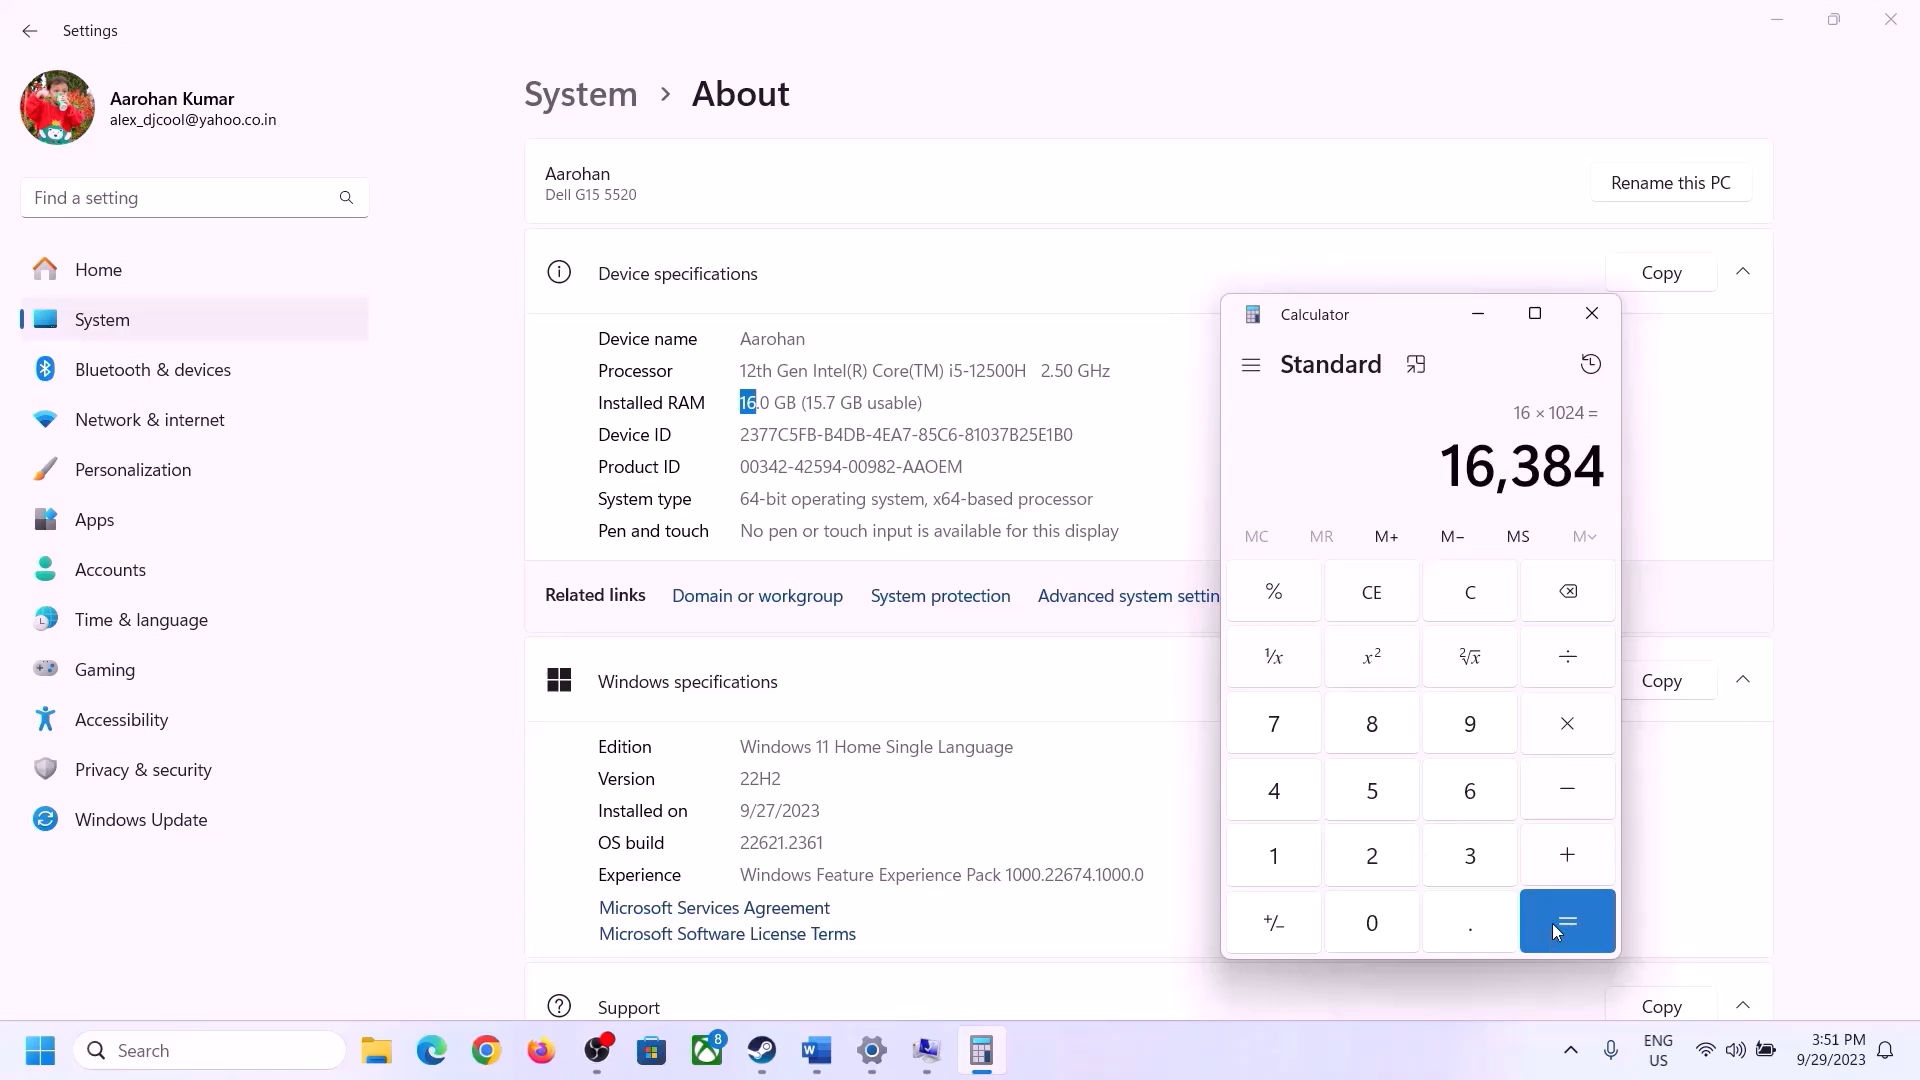 Settings
Aarohan Kumar
alex_djcool@yahoo.co.in
Find a setting
Home
System
Bluetooth & devices
Network & internet
Personalization
Apps
Accounts
Time & language
Gaming
Accessibility
Privacy & security
Windows Update
System > About
Aarohan
Dell G15 5520
Rename this PC
Device specifications
Copy
Device name Aarohan
Processor 12th Gen Intel(R) Core(TM) i5-12500H 2.50 GHz
Installed RAM 16.0 GB (15.7 GB usable)
Device ID 2377C5FB-B4DB-4EA7-85C6-81037B25E1B0
Product ID 00342-42594-00982-AAOEM
System type 64-bit operating system, x64-based processor
Pen and touch No pen or touch input is available for this display
Related links Domain or workgroup System protection Advanced system settin
Windows specifications
Copy
Edition Windows 11 Home Single Language
Version 22H2
Installed on 9/27/2023
OS build 22621.2361
Experience Windows Feature Experience Pack 1000.22674.1000.0
Microsoft Services Agreement
Microsoft Software License Terms
Support
Copy
Calculator
Standard
16 × 1024 =
16,384
MC MR M+ M− MS M˅
% CE C
⅟x x² ²√x ÷
7 8 9 ×
4 5 6 −
1 2 3 +
+/− 0 . =
Search
8
ENG
US
3:51 PM
9/29/2023